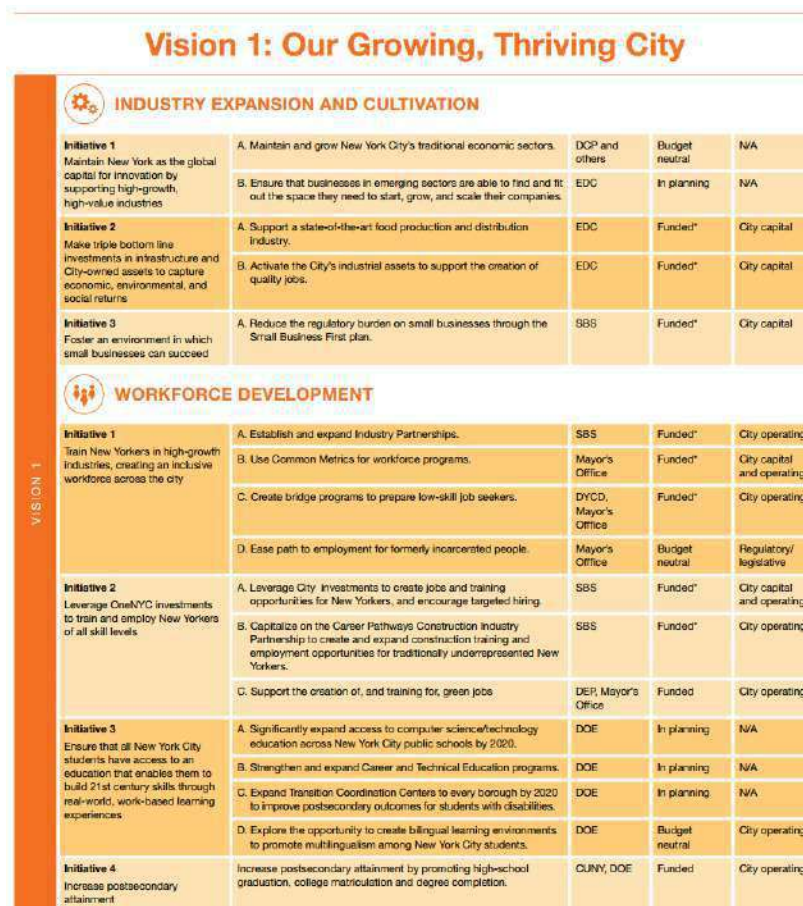 Vision 1: Our Growing, Thriving City
INDUSTRY EXPANSION AND CULTIVATION
Initiative 1
Maintain New York as the global
capital for innovation by
supporting high-growth,
high-value industries
A. Maintain and grow New York City's traditional economic sectors.
DCP and
others
Budget
neutral
N/A
B. Ensure that businesses in emerging sectors are able to find and fit
out the space they need to start, grow, and scale their companies.
EDC
In planning
N/A
Initiative 2
Make triple bottom line
investments in infrastructure and
City-owned assets to capture
economic, environmental, and
social returns
A. Support a state-of-the-art food production and distribution
industry.
EDC
Funded*
City capital
B. Activate the City's industrial assets to support the creation of
quality jobs.
EDC
Funded*
City capital
Initiative 3
Foster an environment in which
small businesses can succeed
A. Reduce the regulatory burden on small businesses through the
Small Business First plan.
SBS
Funded*
City capital
WORKFORCE DEVELOPMENT
Initiative 1
Train New Yorkers in high-growth
industries, creating an inclusive
workforce across the city
A. Establish and expand Industry Partnerships.
SBS
Funded*
City operating
B. Use Common Metrics for workforce programs.
Mayor's
Office
Funded*
City capital
and operating
C. Create bridge programs to prepare low-skill job seekers.
DYCD,
Mayor's
Office
Funded*
City operating
D. Ease path to employment for formerly incarcerated people.
Mayor's
Office
Budget
neutral
Regulatory/
legislative
Initiative 2
Leverage OneNYC investments
to train and employ New Yorkers
of all skill levels
A. Leverage City investments to create jobs and training
opportunities for New Yorkers, and encourage targeted hiring.
SBS
Funded*
City capital
and operating
B. Capitalize on the Career Pathways Construction Industry
Partnership to create and expand construction training and
employment opportunities for traditionally underrepresented New
Yorkers.
SBS
Funded*
City operating
C. Support the creation of, and training for, green jobs
DEP, Mayor's
Office
Funded
City operating
Initiative 3
Ensure that all New York City
students have access to an
education that enables them to
build 21st century skills through
real-world, work-based learning
experiences
A. Significantly expand access to computer science/technology
education across New York City public schools by 2020.
DOE
In planning
N/A
B. Strengthen and expand Career and Technical Education programs.
DOE
In planning
N/A
C. Expand Transition Coordination Centers to every borough by 2020
to improve postsecondary outcomes for students with disabilities.
DOE
In planning
N/A
D. Explore the opportunity to create bilingual learning environments
to promote multilingualism among New York City students.
DOE
Budget
neutral
City operating
Initiative 4
Increase postsecondary
attainment
Increase postsecondary attainment by promoting high-school
graduation, college matriculation and degree completion.
CUNY, DOE
Funded
City operating
VISION 1